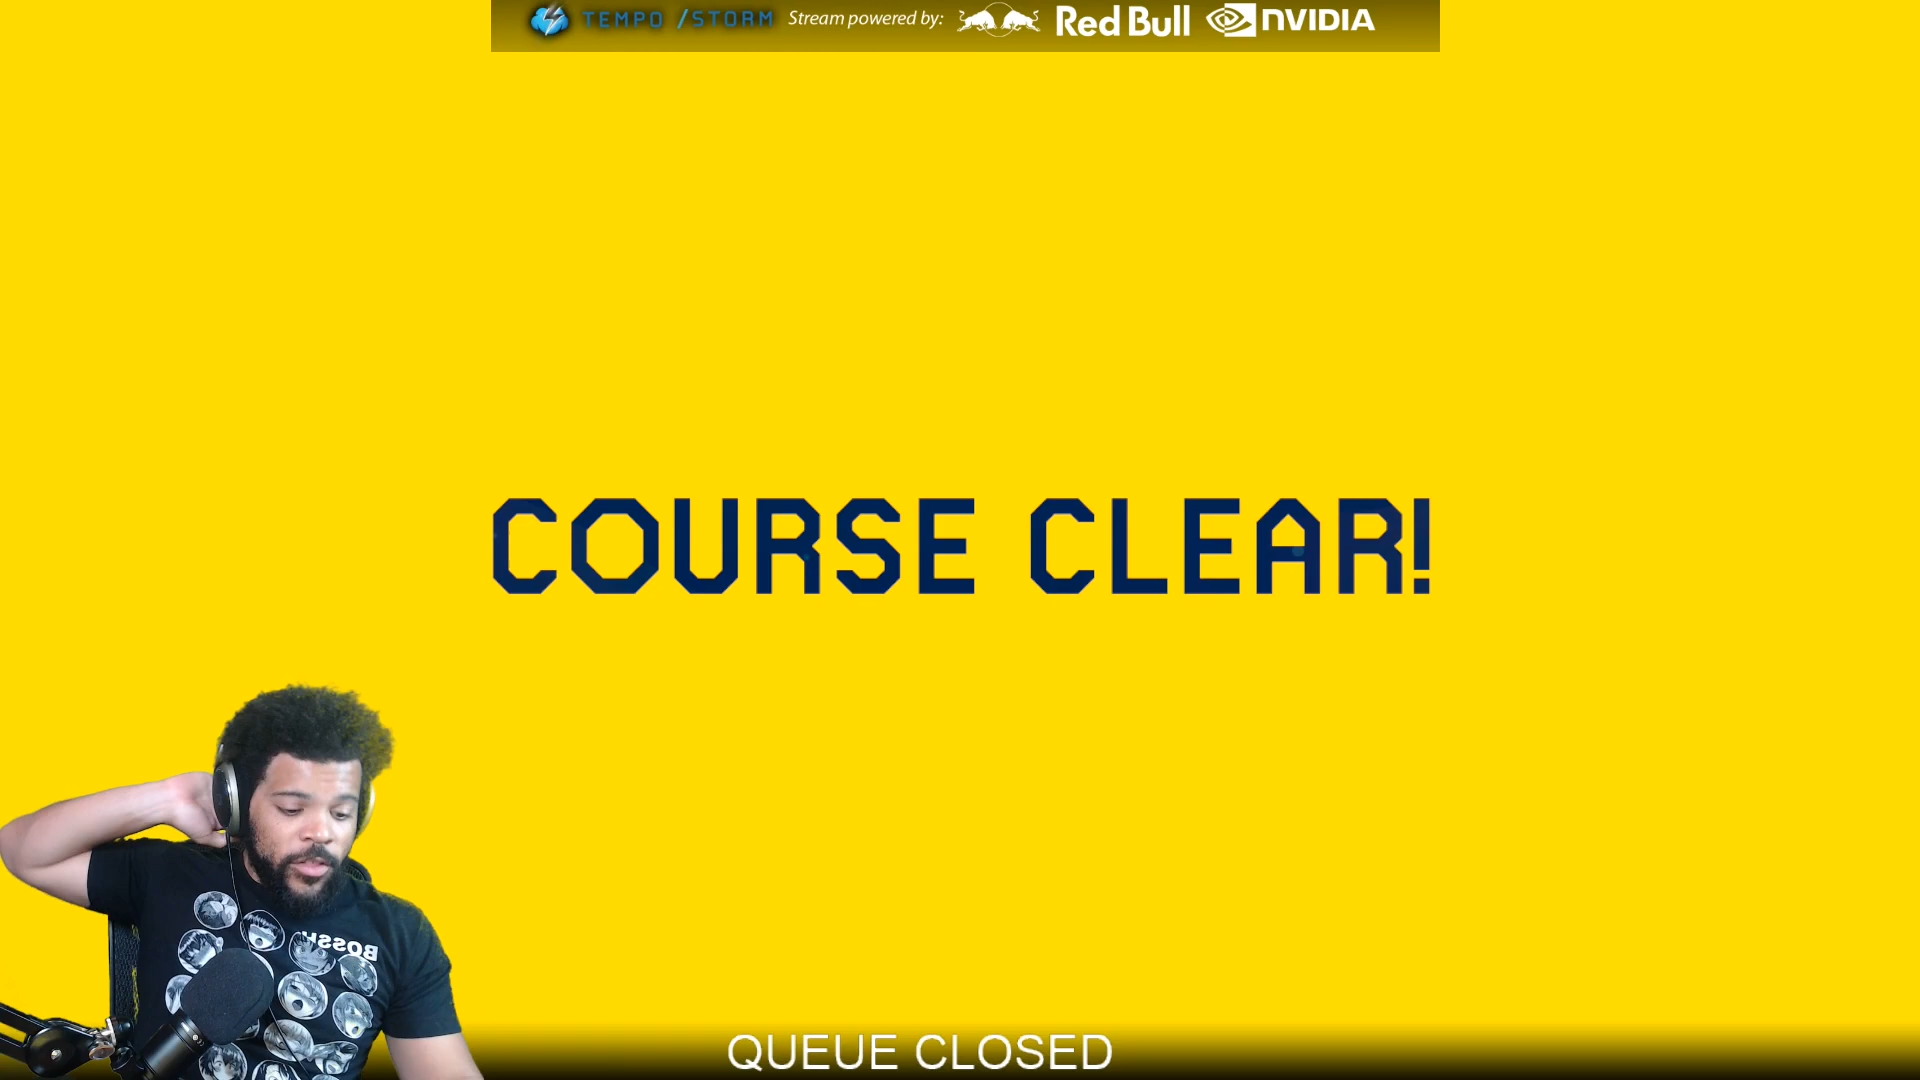 TEMPO /STORM Stream powered by: Red Bull NVIDIA
COURSE CLEAR!
BOSSH
QUEUE CLOSED